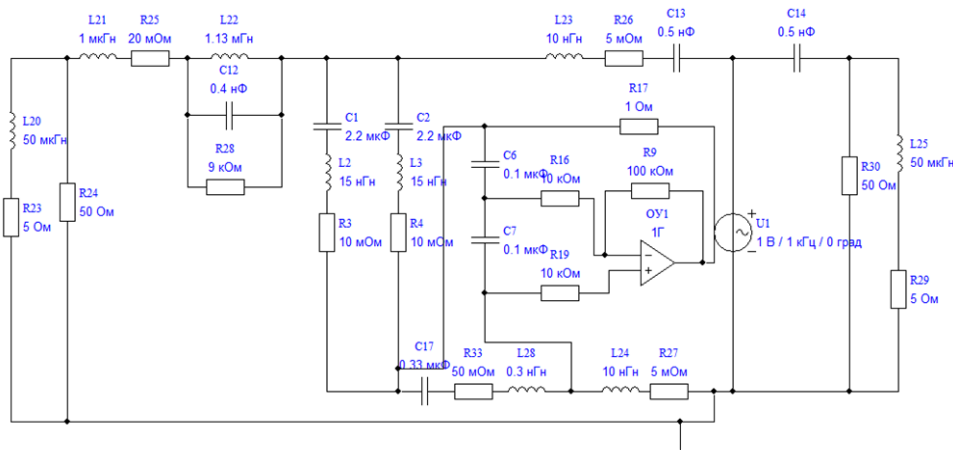 L21
1 мкГн
R25
20 мОм
L22
1.13 мГн
C12
0.4 нФ
R28
9 кОм
L20
50 мкГн
R23
5 Ом
R24
50 Ом
C1
2.2 мкФ
L2
15 нГн
R3
10 мОм
C2
2.2 мкФ
L3
15 нГн
R4
10 мОм
L23
10 нГн
R26
5 мОм
C13
0.5 нФ
C14
0.5 нФ
R17
1 Ом
C6
0.1 мкФ
R16
10 кОм
R9
100 кОм
ОУ1
1Г
C7
0.1 мкФ
R19
10 кОм
U1
1 В / 1 кГц / 0 град
R30
50 Ом
L25
50 мкГн
R29
5 Ом
C17
0.33 мкФ
R33
50 мОм
L28
0.3 нГн
L24
10 нГн
R27
5 мОм